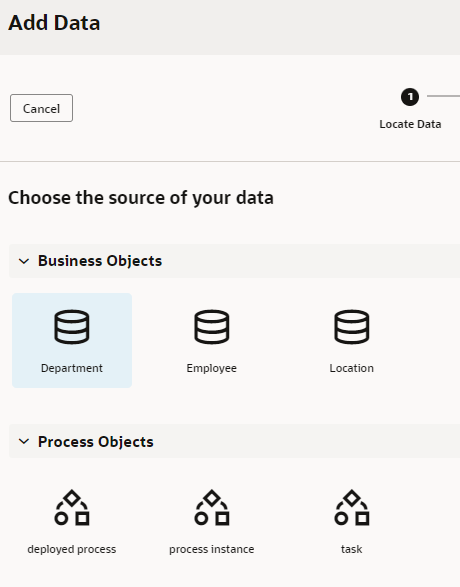 Add Data
Cancel
1
Locate Data
Choose the source of your data
Business Objects
Department
Employee
Location
Process Objects
deployed process
process instance
task